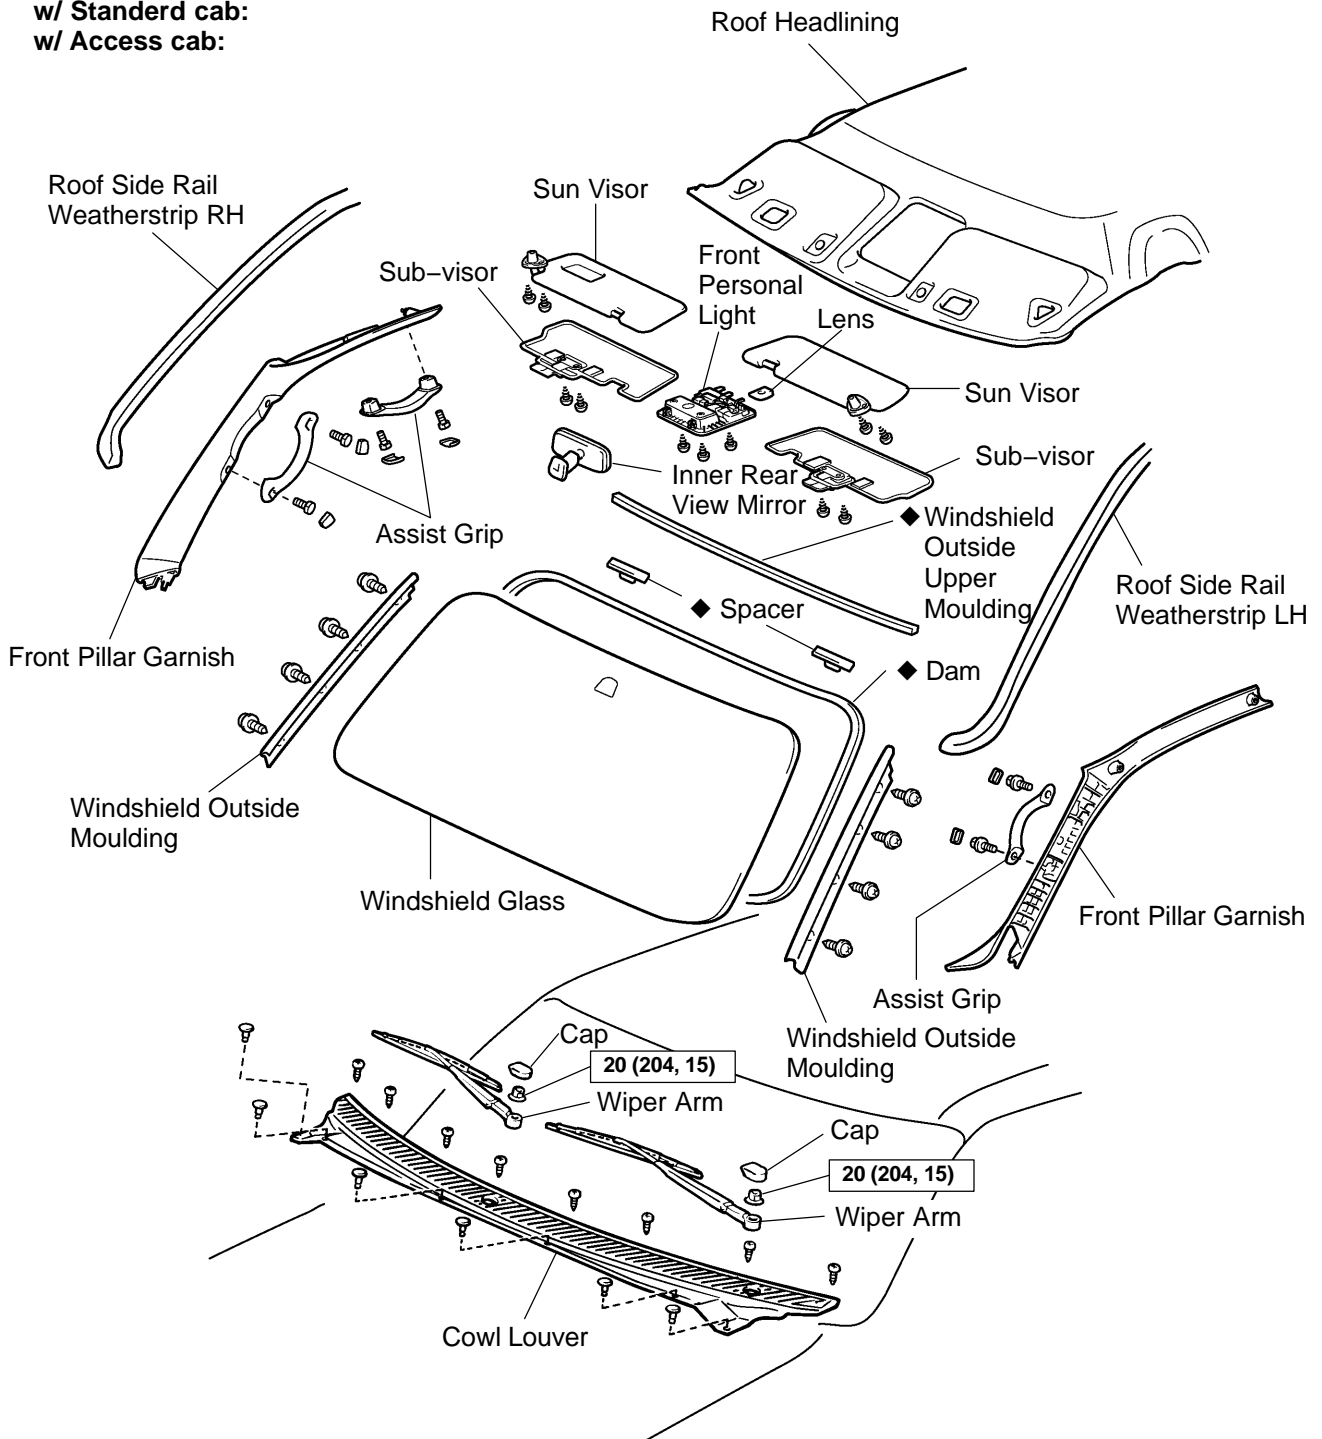 w/ Standerd cab:
w/ Access cab:
Roof Headlining
Roof Side Rail
Weatherstrip RH
Sun Visor
Sub−visor
Front
Personal
Light
Lens
Sun Visor
Sub−visor
Inner Rear
View Mirror
Assist Grip
◆ Windshield
Outside
Upper
Moulding
Roof Side Rail
Weatherstrip LH
◆ Spacer
Front Pillar Garnish
◆ Dam
Windshield Outside
Moulding
Windshield Glass
Front Pillar Garnish
Assist Grip
Windshield Outside
Moulding
Cap
20 (204, 15)
Wiper Arm
Cap
20 (204, 15)
Wiper Arm
Cowl Louver